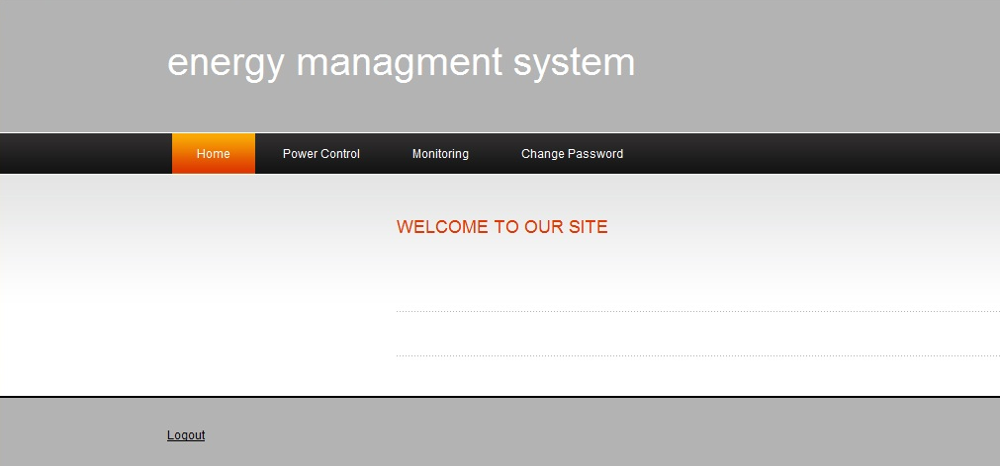 energy managment system
Home Power Control Monitoring Change Password
WELCOME TO OUR SITE
Logout